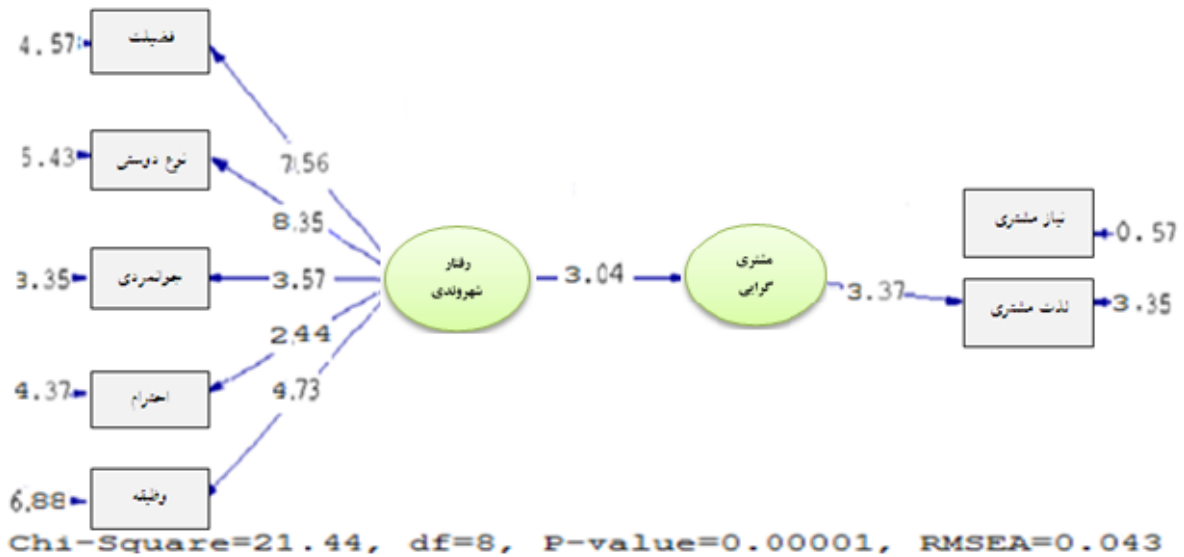 4.57
فضیلت
7.56
5.43
نوع دوستی
8.35
3.35
جوانمردی
3.57
رفتار
شهروندی
3.04
مشتری
گرایی
نیاز مشتری
0.57
3.37
لذت مشتری
3.35
2.44
4.37
احترام
4.73
6.88
وظیفه
Chi-Square=21.44, df=8, P-value=0.00001, RMSEA=0.043